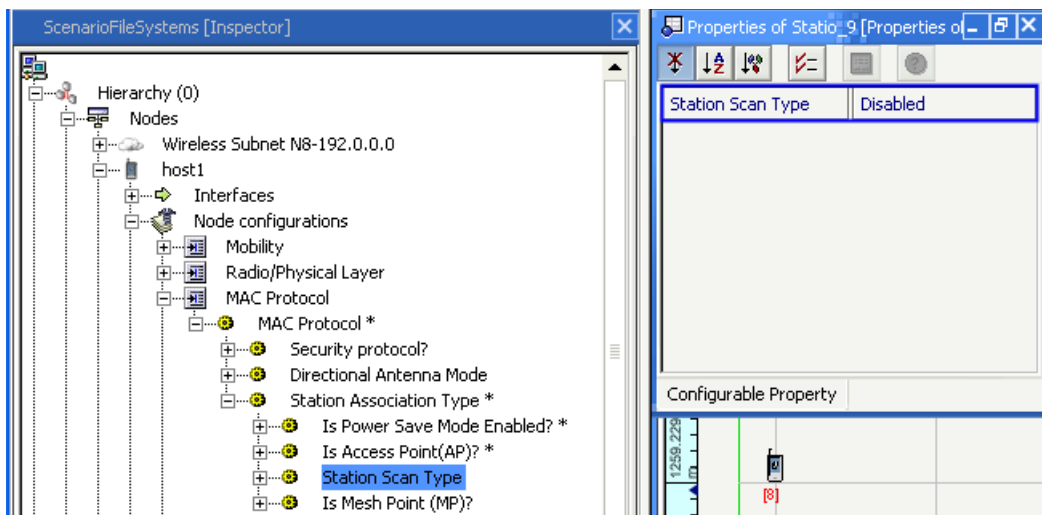 ScenarioFileSystems [Inspector]
Hierarchy (0)
Nodes
Wireless Subnet N8-192.0.0.0
host1
Interfaces
Node configurations
Mobility
Radio/Physical Layer
MAC Protocol
MAC Protocol *
Security protocol?
Directional Antenna Mode
Station Association Type *
Is Power Save Mode Enabled? *
Is Access Point(AP)? *
Station Scan Type
Is Mesh Point (MP)?
Properties of Statio_9 [Properties of
Station Scan Type Disabled
Configurable Property
1259.229
[8]